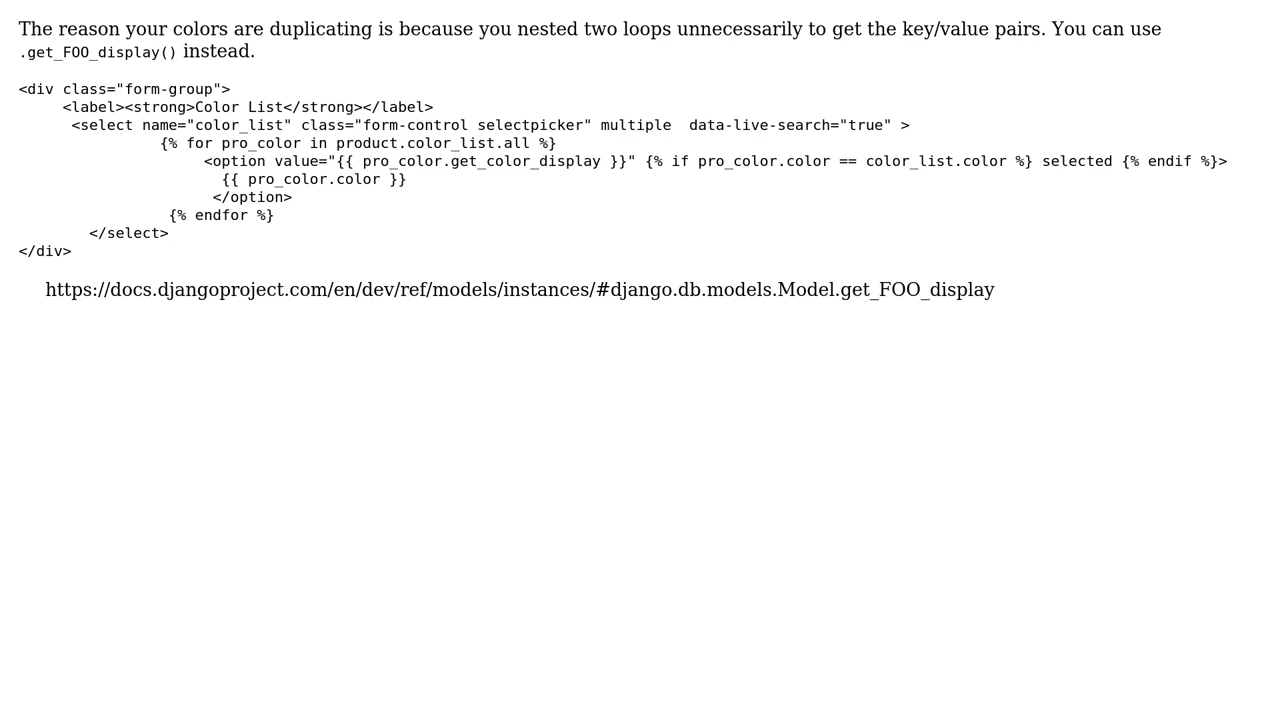 The reason your colors are duplicating is because you nested two loops unnecessarily to get the key/value pairs. You can use
.get_FOO_display() instead.
<div class="form-group">
     <label><strong>Color List</strong></label>
      <select name="color_list" class="form-control selectpicker" multiple  data-live-search="true" >
                {% for pro_color in product.color_list.all %}
                     <option value="{{ pro_color.get_color_display }}" {% if pro_color.color == color_list.color %} selected {% endif %}>
                       {{ pro_color.color }}
                      </option>
                 {% endfor %}
        </select>
</div>
https://docs.djangoproject.com/en/dev/ref/models/instances/#django.db.models.Model.get_FOO_display